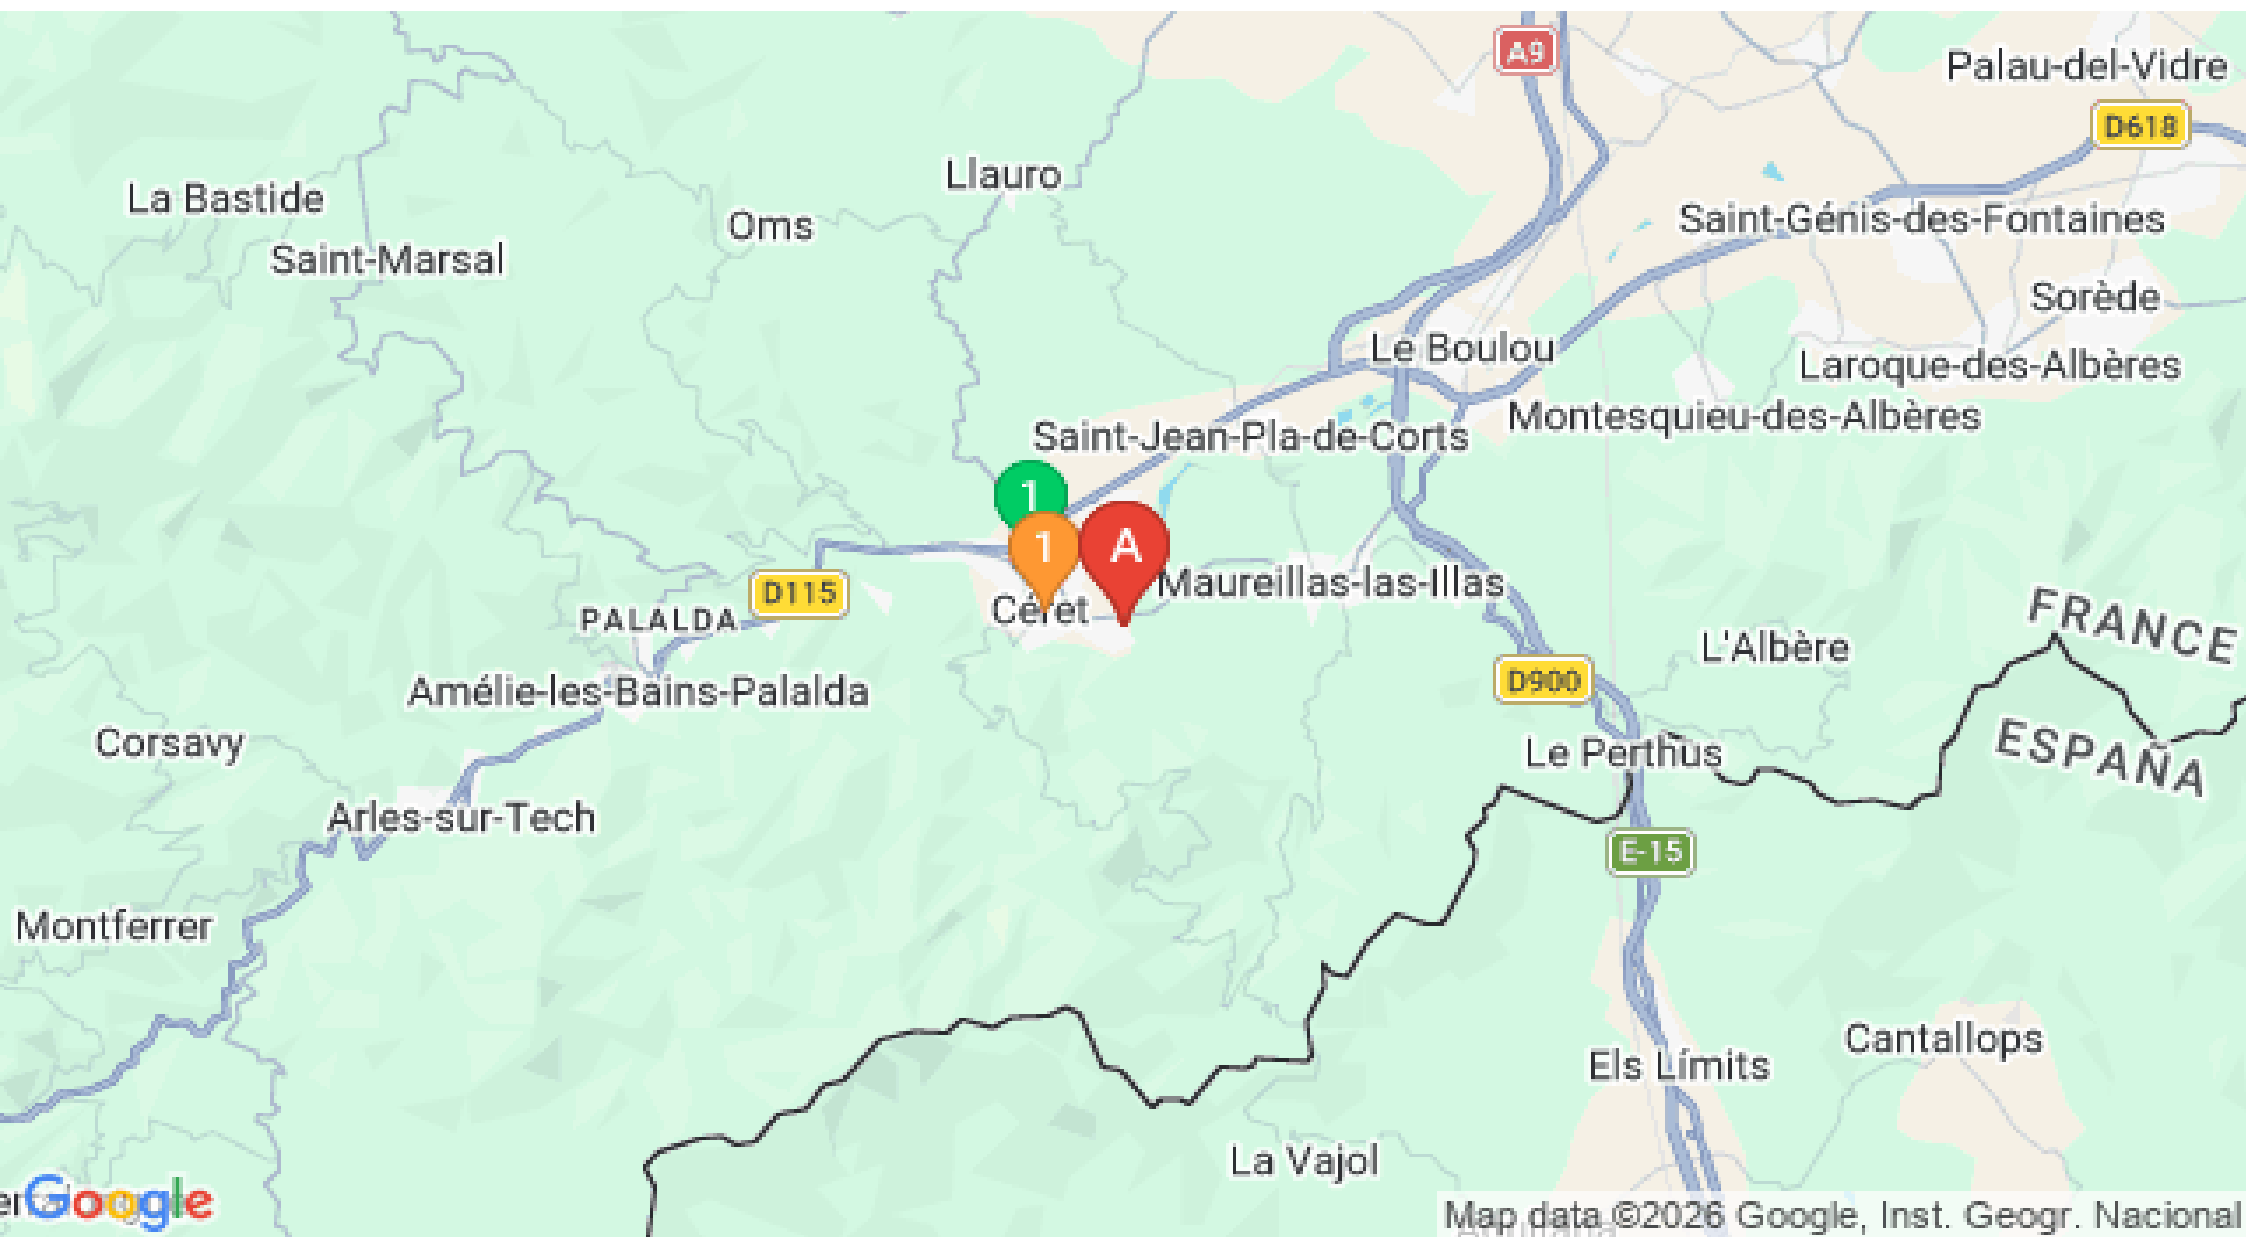 A9
Palau-del-Vidre
D618
Llauro
La Bastide
Oms
Saint-Génis-des-Fontaines
Saint-Marsal
Sorède
Le Boulou
Laroque-des-Albères
Montesquieu-des-Albères
Saint-Jean-Pla-de-Corts
1
1
A
Maureillas-las-Illas
D115
Céret
PALALDA
FRANCE
L'Albère
D900
Amélie-les-Bains-Palalda
Corsavy
Le Perthus
ESPAÑA
Arles-sur-Tech
E-15
Montferrer
Cantallops
Els Límits
La Vajol
Google
Map data ©2026 Google, Inst. Geogr. Nacional